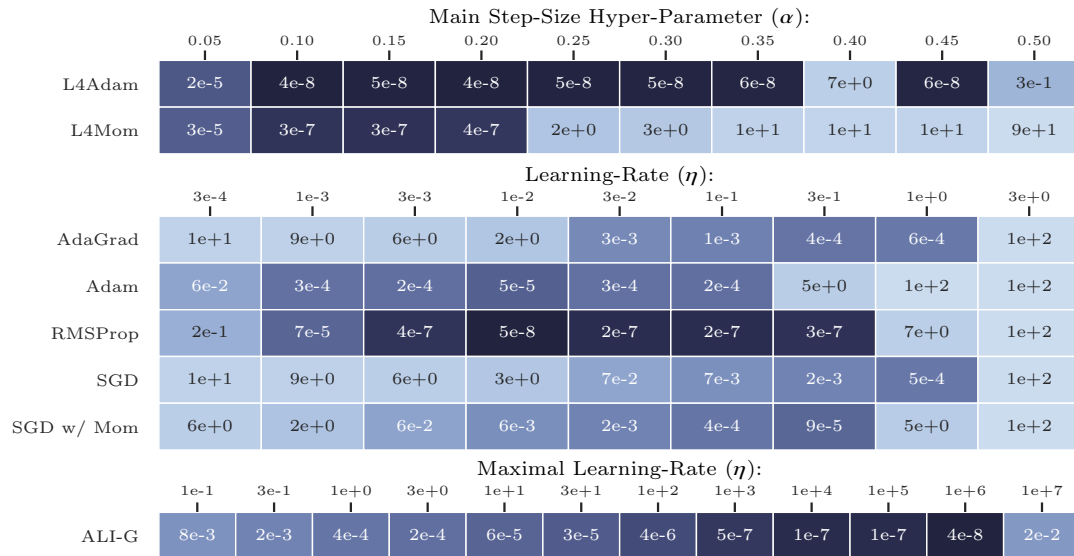 Main Step-Size Hyper-Parameter (α):
0.05 0.10 0.15 0.20 0.25 0.30 0.35 0.40 0.45 0.50
L4Adam 2e-5 4e-8 5e-8 4e-8 5e-8 5e-8 6e-8 7e+0 6e-8 3e-1
L4Mom 3e-5 3e-7 3e-7 4e-7 2e+0 3e+0 1e+1 1e+1 1e+1 9e+1
Learning-Rate (η):
3e-4 1e-3 3e-3 1e-2 3e-2 1e-1 3e-1 1e+0 3e+0
AdaGrad 1e+1 9e+0 6e+0 2e+0 3e-3 1e-3 4e-4 6e-4 1e+2
Adam 6e-2 3e-4 2e-4 5e-5 3e-4 2e-4 5e+0 1e+2 1e+2
RMSProp 2e-1 7e-5 4e-7 5e-8 2e-7 2e-7 3e-7 7e+0 1e+2
SGD 1e+1 9e+0 6e+0 3e+0 7e-2 7e-3 2e-3 5e-4 1e+2
SGD w/ Mom 6e+0 2e+0 6e-2 6e-3 2e-3 4e-4 9e-5 5e+0 1e+2
Maximal Learning-Rate (η):
1e-1 3e-1 1e+0 3e+0 1e+1 3e+1 1e+2 1e+3 1e+4 1e+5 1e+6 1e+7
ALI-G 8e-3 2e-3 4e-4 2e-4 6e-5 3e-5 4e-6 5e-7 1e-7 1e-7 4e-8 2e-2